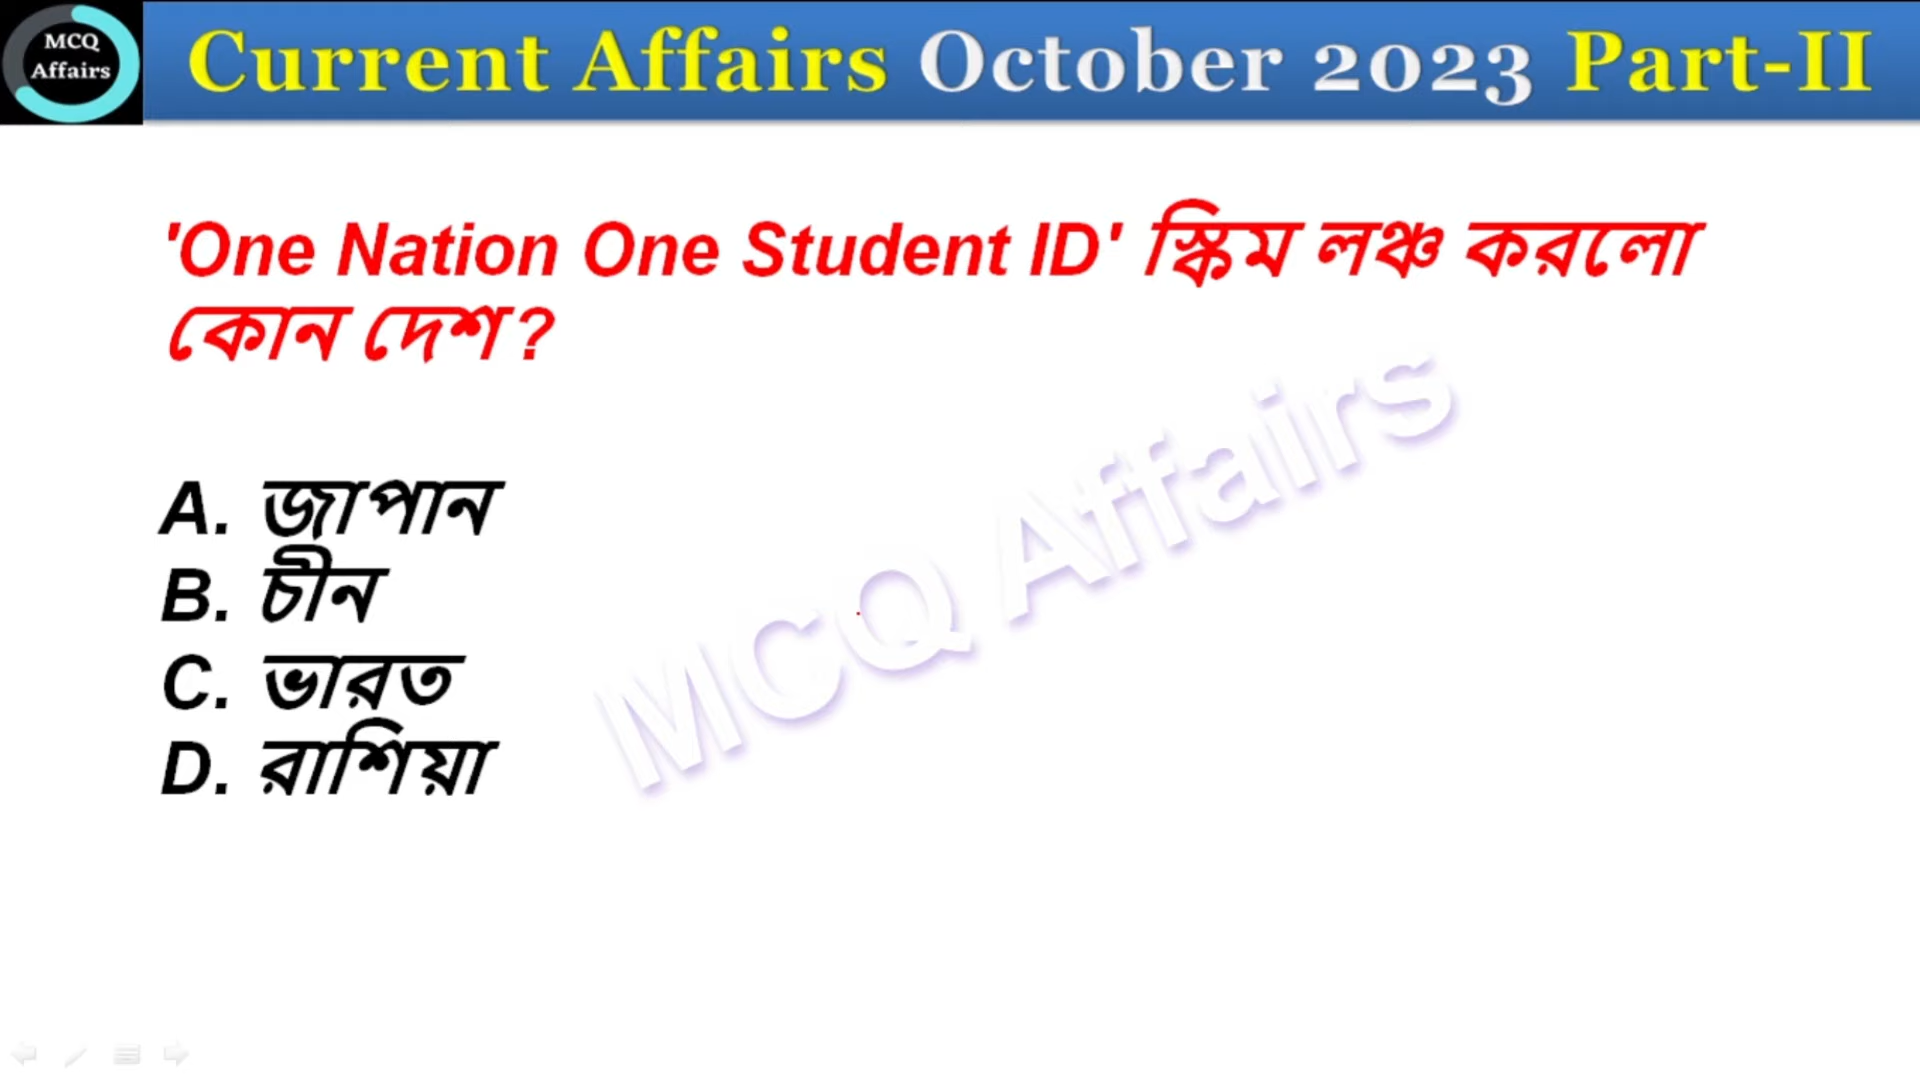 MCQ
Affairs
Current Affairs October 2023 Part-II
'One Nation One Student ID' স্কিম লঞ্চ করলো
কোন দেশ?
A. জাপান
B. চীন
C. ভারত
D. রাশিয়া
MCQ Affairs